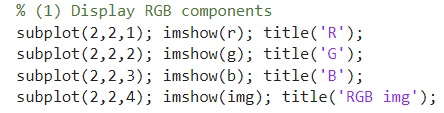 % (1) Display RGB components
subplot(2,2,1); imshow(r); title('R');
subplot(2,2,2); imshow(g); title('G');
subplot(2,2,3); imshow(b); title('B');
subplot(2,2,4); imshow(img); title('RGB img');